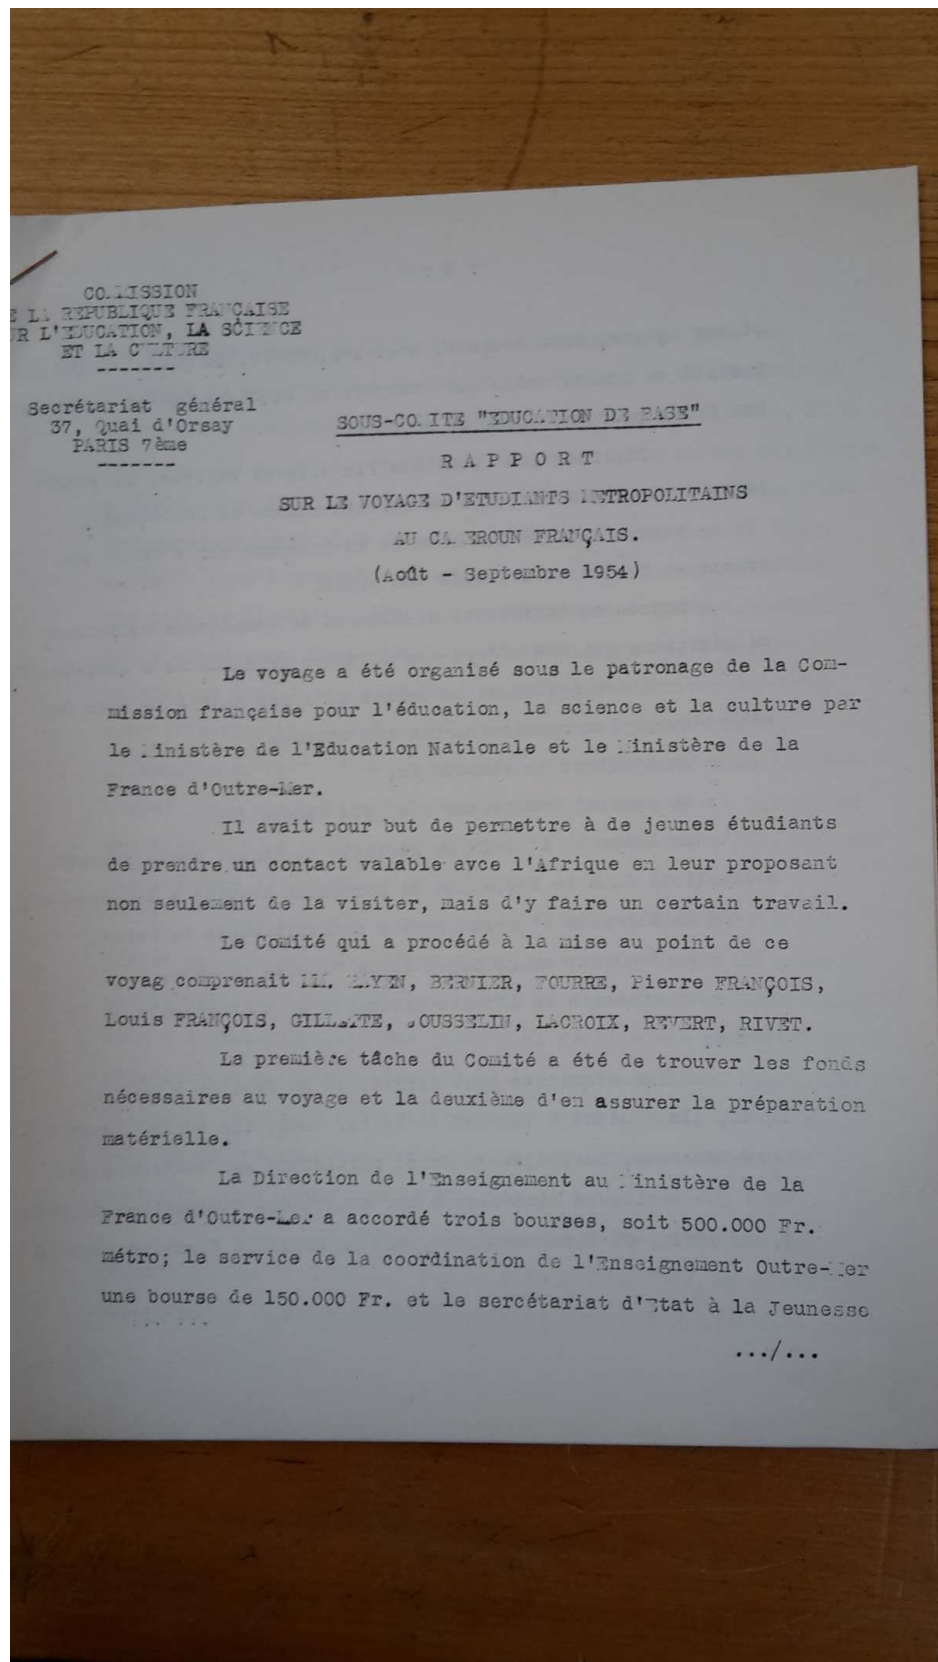 COMMISSION
E LA REPUBLIQUE FRANÇAISE
R L'EDUCATION, LA SCIENCE
ET LA CULTURE
-------
Secrétariat général
37, Quai d'Orsay
PARIS 7ème
-------
SOUS-COMITE "EDUCATION DE BASE"
R A P P O R T
SUR LE VOYAGE D'ETUDIANTS METROPOLITAINS
AU CAMEROUN FRANÇAIS.
(Août - Septembre 1954)
Le voyage a été organisé sous le patronage de la Com-
mission française pour l'éducation, la science et la culture par
le Ministère de l'Education Nationale et le Ministère de la
France d'Outre-Mer.
Il avait pour but de permettre à de jeunes étudiants
de prendre un contact valable avce l'Afrique en leur proposant
non seulement de la visiter, mais d'y faire un certain travail.
Le Comité qui a procédé à la mise au point de ce
voyag comprenait MM. BERNIER, FOURRE, Pierre FRANÇOIS,
Louis FRANÇOIS, JOUSSELIN, LACROIX, REVERT, RIVET.
La première tâche du Comité a été de trouver les fonds
nécessaires au voyage et la deuxième d'en assurer la préparation
matérielle.
La Direction de l'Enseignement au Ministère de la
France d'Outre-Mer a accordé trois bourses, soit 500.000 Fr.
métro; le service de la coordination de l'Enseignement Outre-Mer
une bourse de 150.000 Fr. et le sercétariat d'Etat à la Jeunesse
.../...